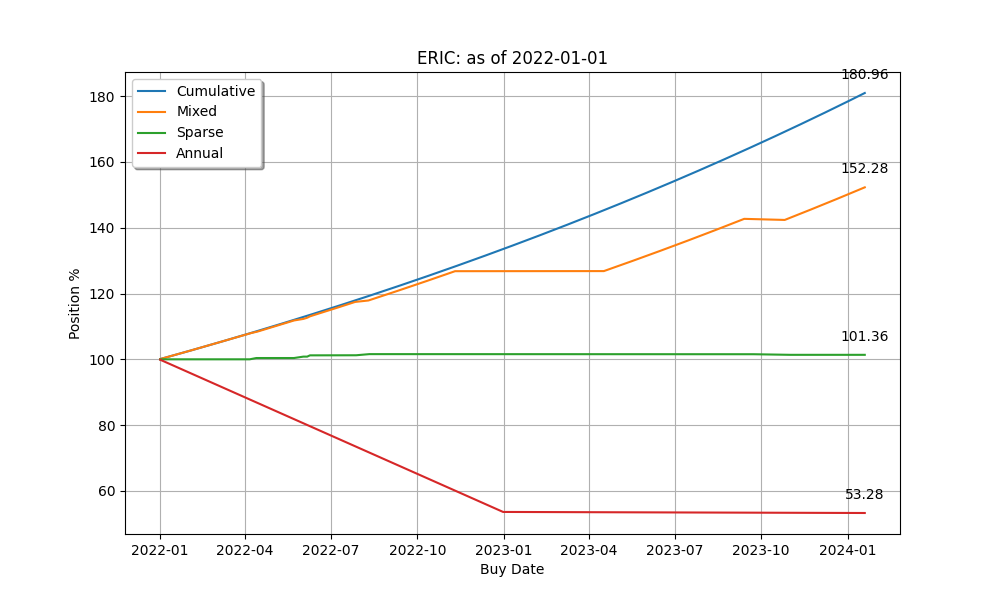 ERIC: as of 2022-01-01
Cumulative
Mixed
Sparse
Annual
180.96
152.28
101.36
53.28
Position %
180
160
140
120
100
80
60
2022-01 2022-04 2022-07 2022-10 2023-01 2023-04 2023-07 2023-10 2024-01
Buy Date